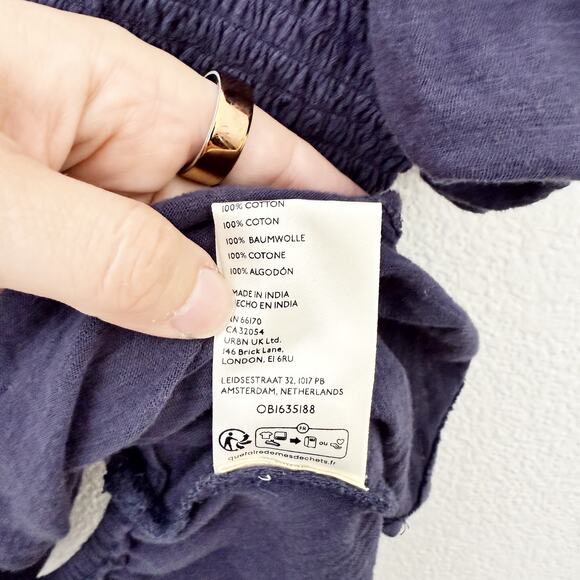 100% COTTON
100% COTON
100% BAUMWOLLE
100% COTONE
100% ALGODÓN
MADE IN INDIA
ECHO EN INDIA
N 66170
CA 32054
URBN UK Ltd.
146 Brick Lane,
LONDON, E1 6RU
LEIDSESTRAAT 32, 1017 PB
AMSTERDAM, NETHERLANDS
OB1635188
FR
OU
quefairedemesdechets.fr